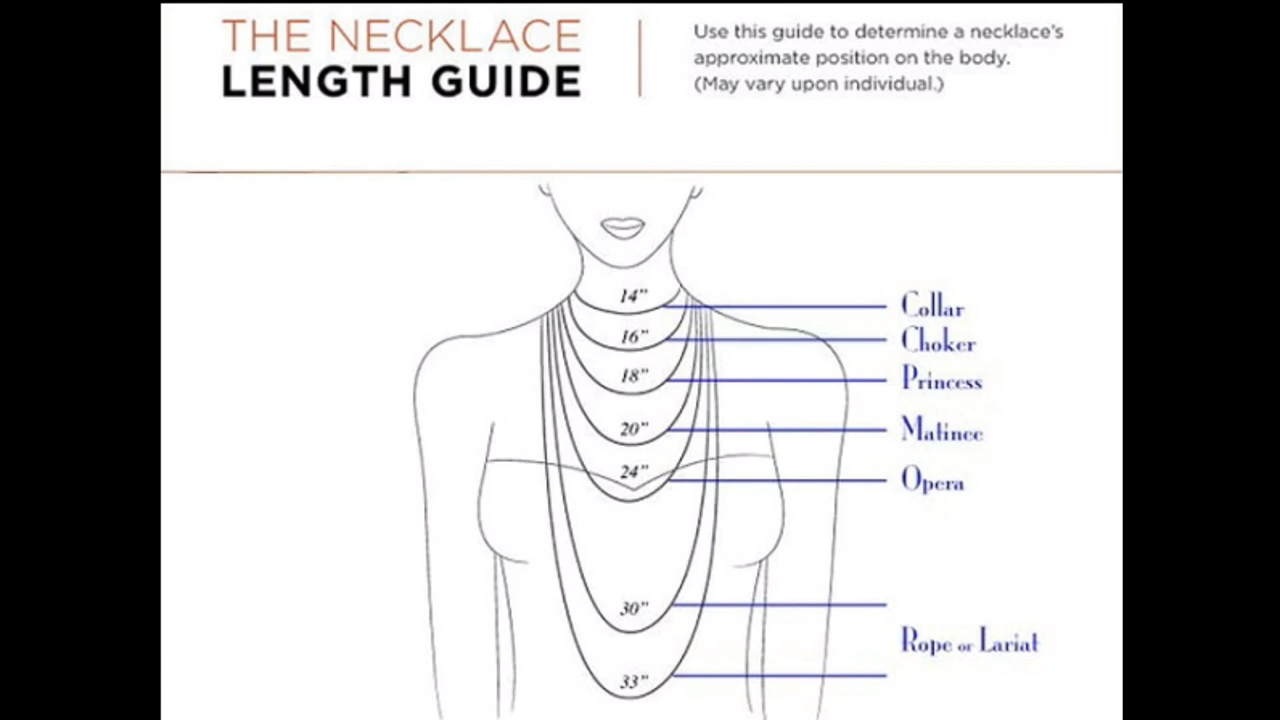 THE NECKLACE
LENGTH GUIDE
Use this guide to determine a necklace's
approximate position on the body.
(May vary upon individual.)
14"
Collar
16"
Choker
18"
Princess
20"
Matinee
24"
Opera
30"
Rope or Lariat
33"